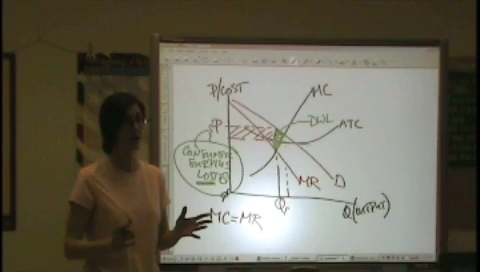 P/COST
MC
DWL
P
ATC
CONSUMER
SURPLUS
LOST
MR
D
Q
Q(OUTPUT)
MC=MR